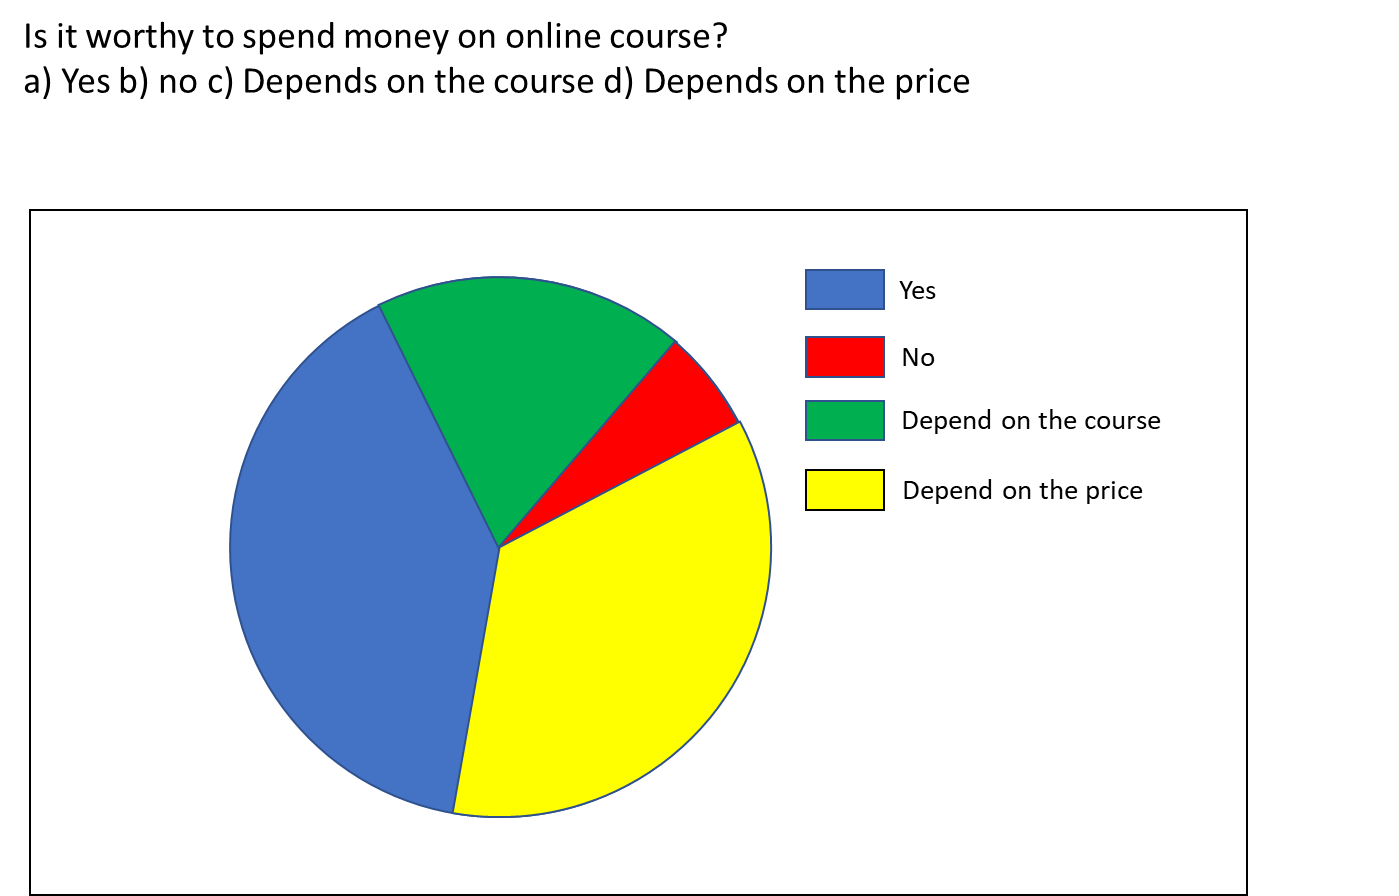 Is it worthy to spend money on online course?
a) Yes b) no c) Depends on the course d) Depends on the price
Yes
No
Depend on the course
Depend on the price